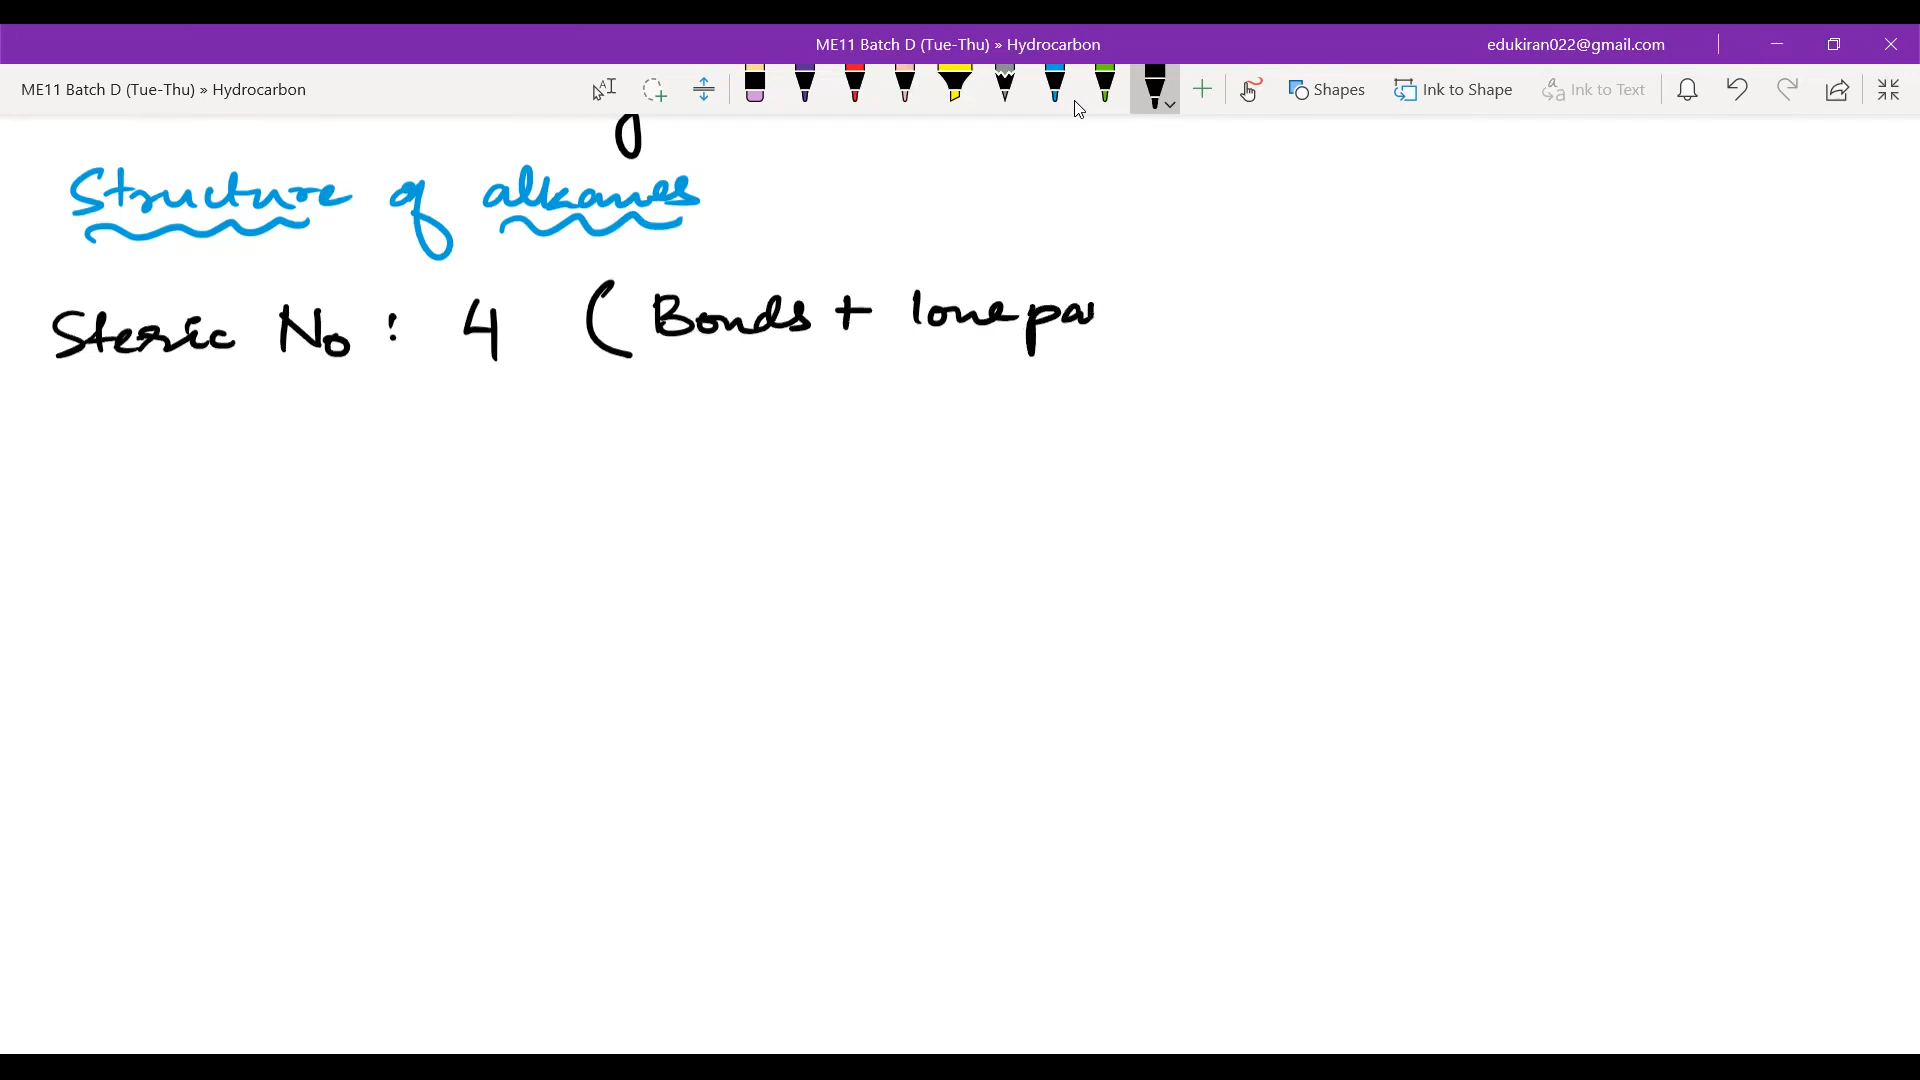 ME11 Batch D (Tue-Thu) » Hydrocarbon
edukiran022@gmail.com
ME11 Batch D (Tue-Thu) » Hydrocarbon
Shapes
Ink to Shape
Ink to Text
Structure of alkanes
Steric No : 4 ( Bonds + lone pai